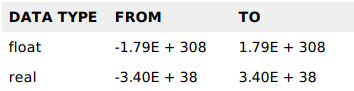 DATA TYPE FROM TO
float -1.79E + 308 1.79E + 308
real -3.40E + 38 3.40E + 38